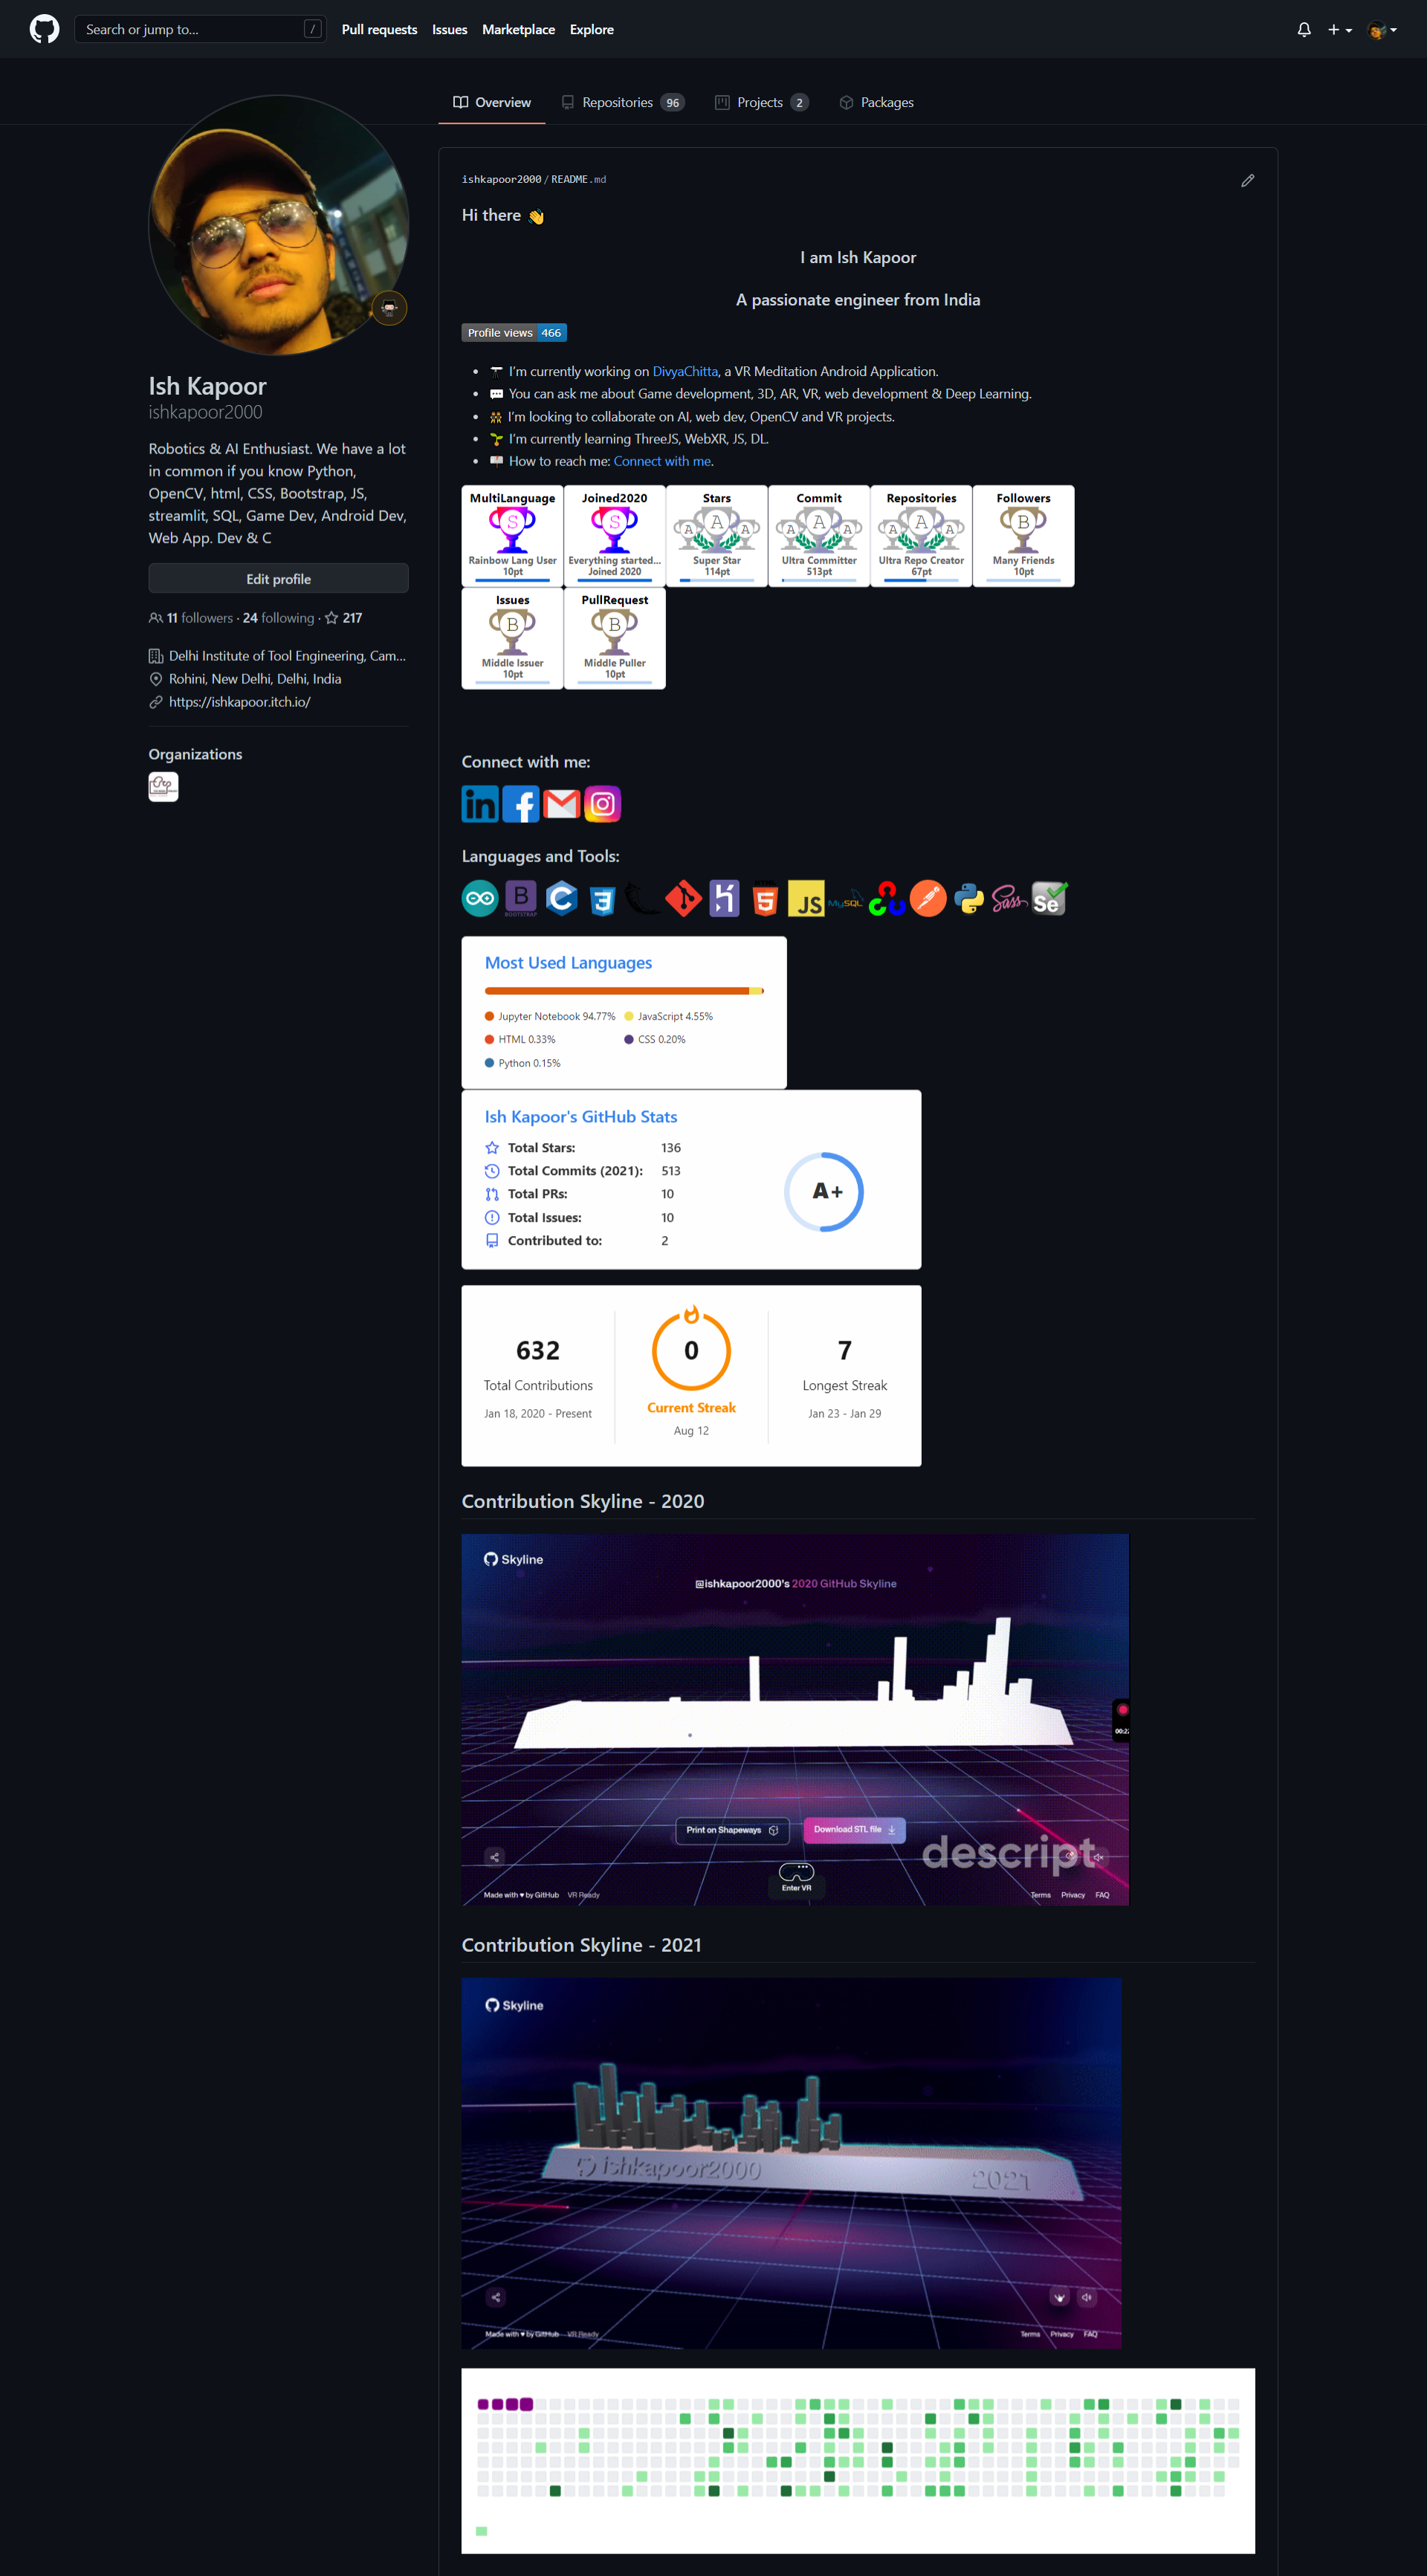 Search or jump to...
/
Pull requests
Issues
Marketplace
Explore
Overview
Repositories 96
Projects 2
Packages
Ish Kapoor
ishkapoor2000
Robotics & AI Enthusiast. We have a lot
in common if you know Python,
OpenCV, html, CSS, Bootstrap, JS,
streamlit, SQL, Game Dev, Android Dev,
Web App. Dev & C
Edit profile
11 followers · 24 following · 217
Delhi Institute of Tool Engineering, Cam...
Rohini, New Delhi, Delhi, India
https://ishkapoor.itch.io/
Organizations
ishkapoor2000/README.md
Hi there 👋
I am Ish Kapoor
A passionate engineer from India
Profile views 466
I'm currently working on DivyaChitta, a VR Meditation Android Application.
You can ask me about Game development, 3D, AR, VR, web development & Deep Learning.
I'm looking to collaborate on AI, web dev, OpenCV and VR projects.
I'm currently learning ThreeJS, WebXR, JS, DL.
How to reach me: Connect with me.
MultiLanguage
S
Rainbow Lang User
10pt
Joined2020
S
Everything started...
Joined 2020
Stars
A A A
Super Star
114pt
Commit
A A A
Ultra Committer
513pt
Repositories
A A A
Ultra Repo Creator
67pt
Followers
B
Many Friends
10pt
Issues
B
Middle Issuer
10pt
PullRequest
B
Middle Puller
10pt
Connect with me:
in
Languages and Tools:
B
BOOTSTRAP
C
3
HTML
5
JS
MySQL
Sass
Se
Most Used Languages
Jupyter Notebook 94.77%
JavaScript 4.55%
HTML 0.33%
CSS 0.20%
Python 0.15%
Ish Kapoor's GitHub Stats
Total Stars: 136
Total Commits (2021): 513
Total PRs: 10
Total Issues: 10
Contributed to: 2
A+
632
Total Contributions
Jan 18, 2020 - Present
0
Current Streak
Aug 12
7
Longest Streak
Jan 23 - Jan 29
Contribution Skyline - 2020
Skyline
@ishkapoor2000's 2020 GitHub Skyline
Print on Shapeways
Download STL file
descript
Enter VR
Made with ♥ by GitHub
VR Ready
Terms
Privacy
FAQ
Contribution Skyline - 2021
Skyline
ishkapoor2000
2021
Made with ♥ by GitHub
VR Ready
Terms
Privacy
FAQ